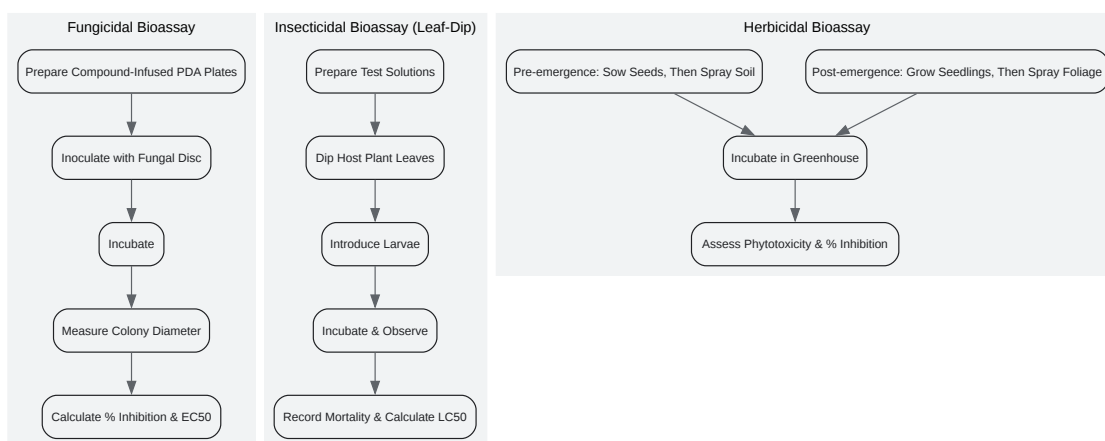 Fungicidal Bioassay
Prepare Compound-Infused PDA Plates
Inoculate with Fungal Disc
Incubate
Measure Colony Diameter
Calculate % Inhibition & EC50
Insecticidal Bioassay (Leaf-Dip)
Prepare Test Solutions
Dip Host Plant Leaves
Introduce Larvae
Incubate & Observe
Record Mortality & Calculate LC50
Herbicidal Bioassay
Pre-emergence: Sow Seeds, Then Spray Soil
Post-emergence: Grow Seedlings, Then Spray Foliage
Incubate in Greenhouse
Assess Phytotoxicity & % Inhibition